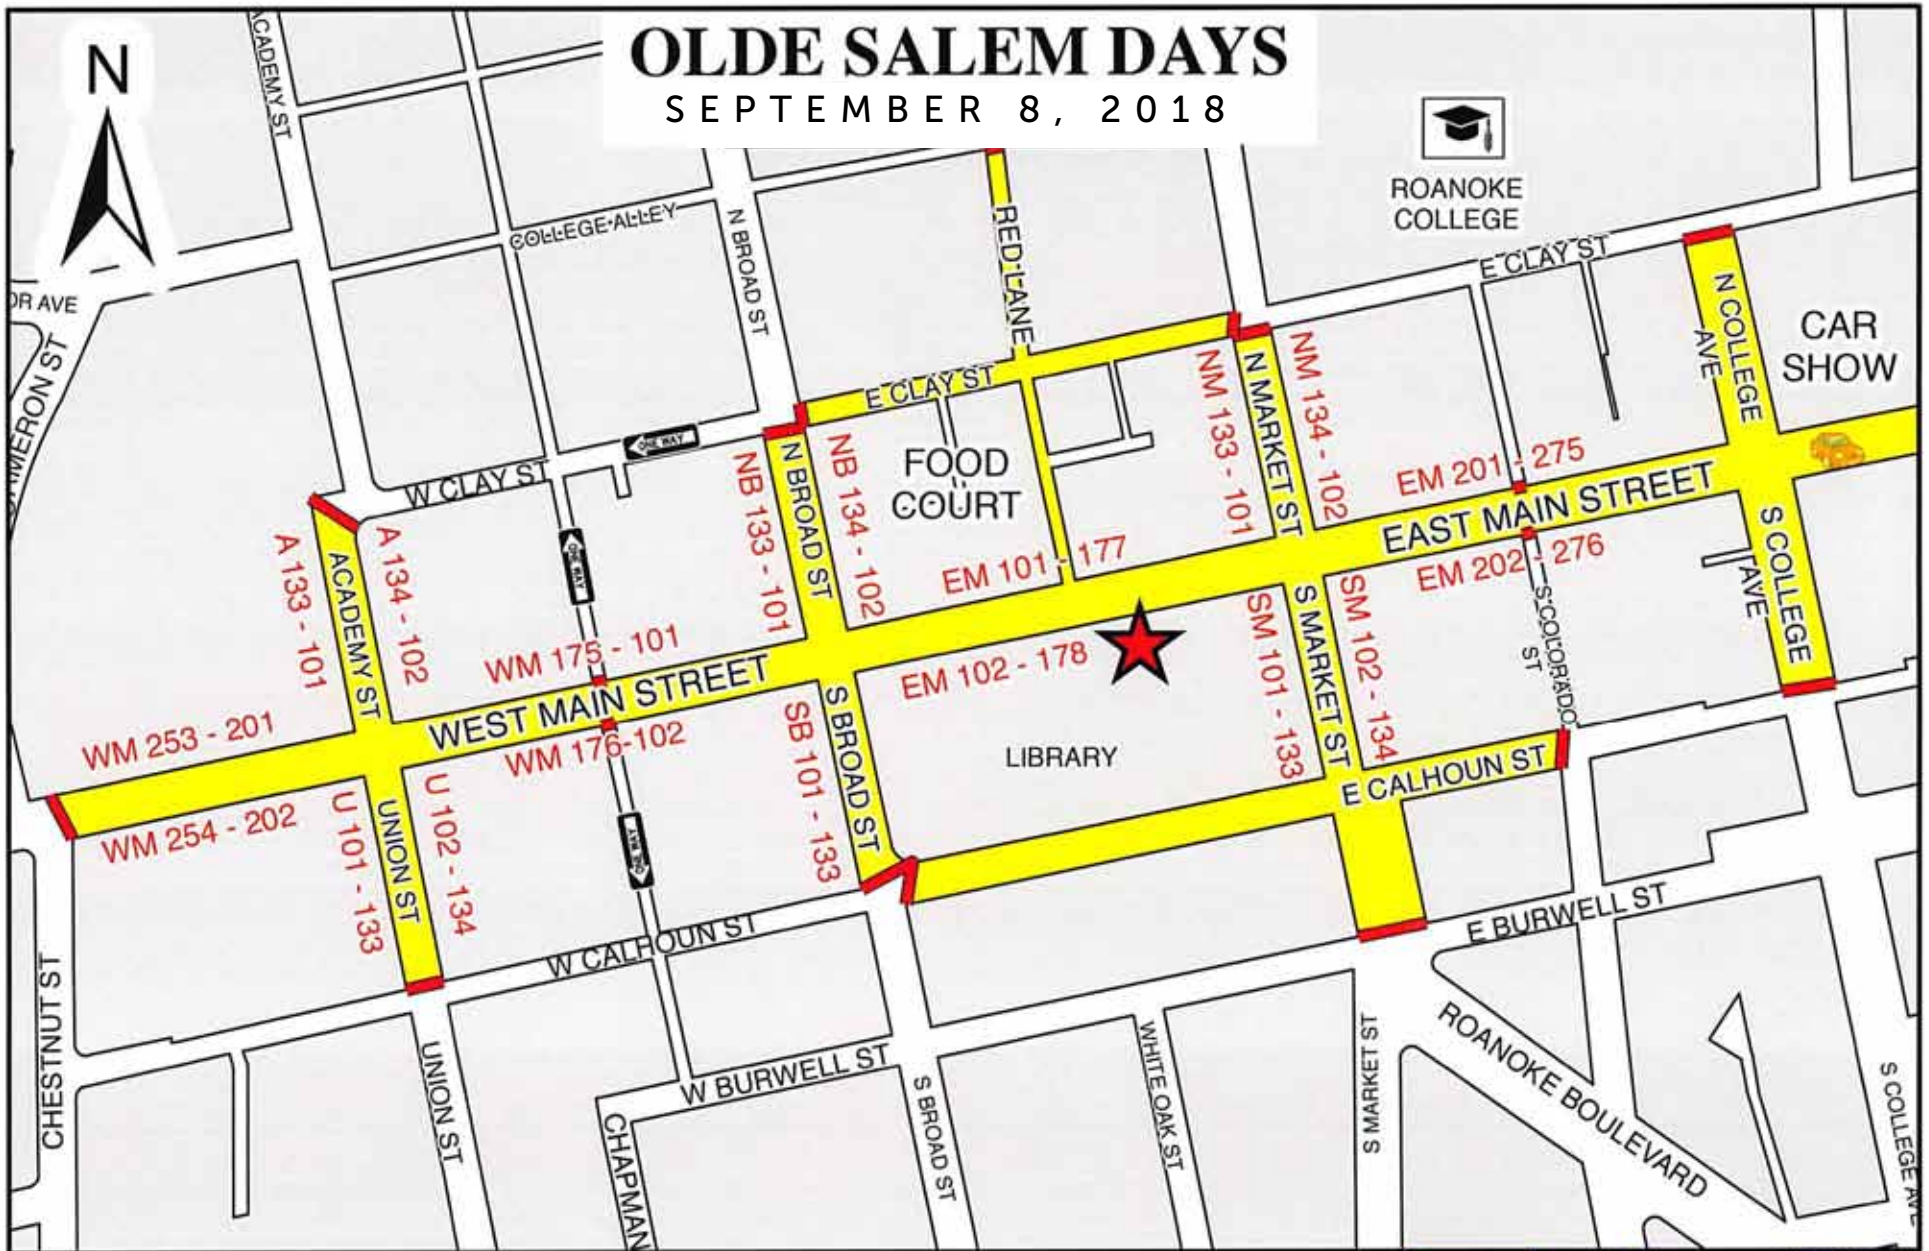 OLDE SALEM DAYS
SEPTEMBER 8, 2018
N
ACADEMY ST
ROANOKE
COLLEGE
COLLEGE ALLEY
N BROAD ST
RED LANE
E CLAY ST
OR AVE
CAMERON ST
N COLLEGE
AVE
CAR
SHOW
E CLAY ST
NM 133 - 101
N MARKET ST
NM 134 - 102
ONE WAY
W CLAY ST
NB 133 - 101
N BROAD ST
NB 134 - 102
FOOD
COURT
EM 201 - 275
EAST MAIN STREET
EM 202 - 276
S COLLEGE
AVE
A 133 - 101
ACADEMY ST
A 134 - 102
ONE WAY
EM 101 - 177
WM 175 - 101
WEST MAIN STREET
WM 176-102
EM 102 - 178
SM 101 - 133
S MARKET ST
SM 102 - 134
S COLORADO
ST
WM 253 - 201
WM 254 - 202
SB 101 - 133
S BROAD ST
LIBRARY
E CALHOUN ST
U 101 - 133
UNION ST
U 102 - 134
ONE WAY
W CALHOUN ST
E BURWELL ST
CHESTNUT ST
UNION ST
W BURWELL ST
CHAPMAN
S BROAD ST
WHITE OAK ST
S MARKET ST
ROANOKE BOULEVARD
S COLLEGE AVE